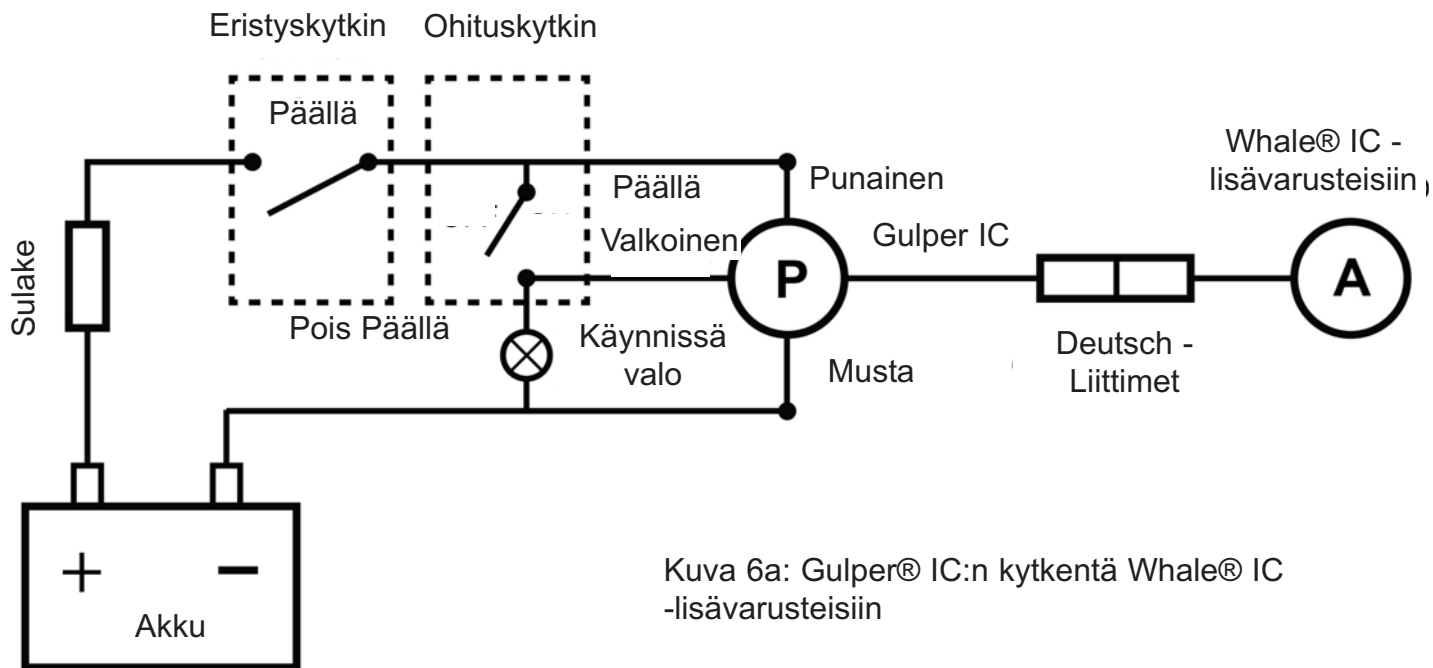 Eristyskytkin
Ohituskytkin
Päällä
Whale® IC -
lisävarusteisiin
Päällä
Punainen
Sulake
Valkoinen
Gulper IC
P
A
Pois Päällä
Käynnissä
valo
Musta
Deutsch -
Liittimet
+ −
Akku
Kuva 6a: Gulper® IC:n kytkentä Whale® IC
-lisävarusteisiin